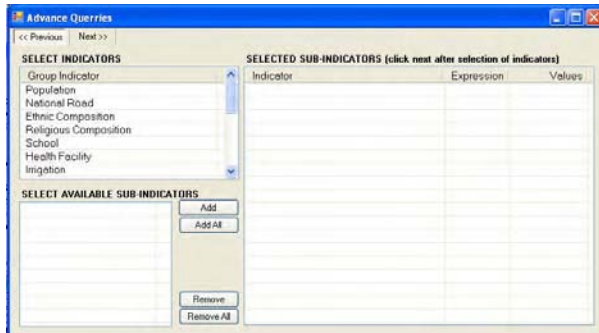 Advance Querries
<< Previous Next >>
SELECT INDICATORS
Group Indicator
Population
National Road
Ethnic Composition
Religious Composition
School
Health Facility
Irrigation
SELECT AVAILABLE SUB-INDICATORS
Add
Add All
Remove
Remove All
SELECTED SUB-INDICATORS (click next after selection of indicators)
Indicator Expression Values